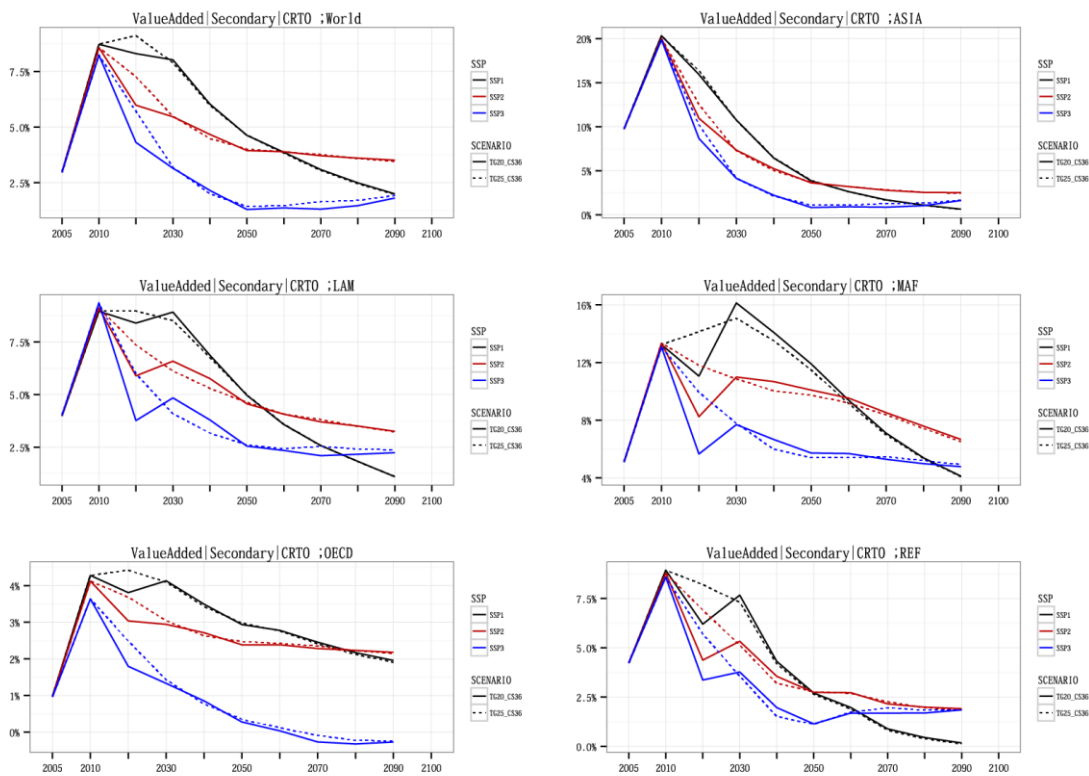 ValueAdded|Secondary|CRTO ;World
7.5%
5.0%
2.5%
2005 2010 2030 2050 2070 2090 2100
SSP
SSP1
SSP2
SSP3
SCENARIO
TG20_CS36
TG25_CS36
ValueAdded|Secondary|CRTO ;ASIA
20%
15%
10%
5%
0%
2005 2010 2030 2050 2070 2090 2100
SSP
SSP1
SSP2
SSP3
SCENARIO
TG20_CS36
TG25_CS36
ValueAdded|Secondary|CRTO ;LAM
7.5%
5.0%
2.5%
2005 2010 2030 2050 2070 2090 2100
SSP
SSP1
SSP2
SSP3
SCENARIO
TG20_CS36
TG25_CS36
ValueAdded|Secondary|CRTO ;MAF
16%
12%
8%
4%
2005 2010 2030 2050 2070 2090 2100
SSP
SSP1
SSP2
SSP3
SCENARIO
TG20_CS36
TG25_CS36
ValueAdded|Secondary|CRTO ;OECD
4%
3%
2%
1%
0%
2005 2010 2030 2050 2070 2090 2100
SSP
SSP1
SSP2
SSP3
SCENARIO
TG20_CS36
TG25_CS36
ValueAdded|Secondary|CRTO ;REF
7.5%
5.0%
2.5%
0.0%
2005 2010 2030 2050 2070 2090 2100
SSP
SSP1
SSP2
SSP3
SCENARIO
TG20_CS36
TG25_CS36